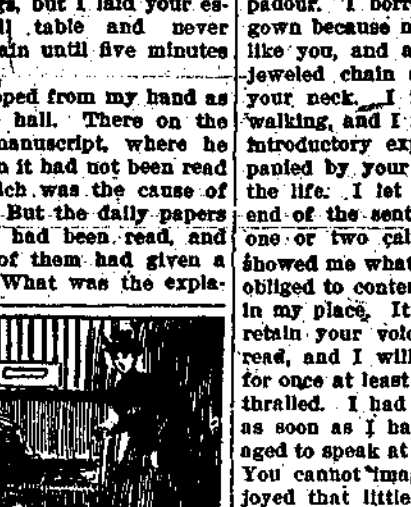 gs, but I laid your es-
ll table and never
ain until five minutes
pped from my hand as
hall. There on the
manuscript, where he
n it had not been read
ich was the cause of
But the daily papers
had been read, and
of them had given a
What was the expla-
padour. I borr
gown because m
like you, and a
jeweled chain
your neck. I
walking, and I
introductory exp
panied by your
the life. I let
end of the sent
one or two cal
showed me what
obliged to conten
in my place. It
retain your voic
read, and I will
for once at least
thralled. I had
as soon as I ha
aged to speak at
You cannot ima
joyed that little